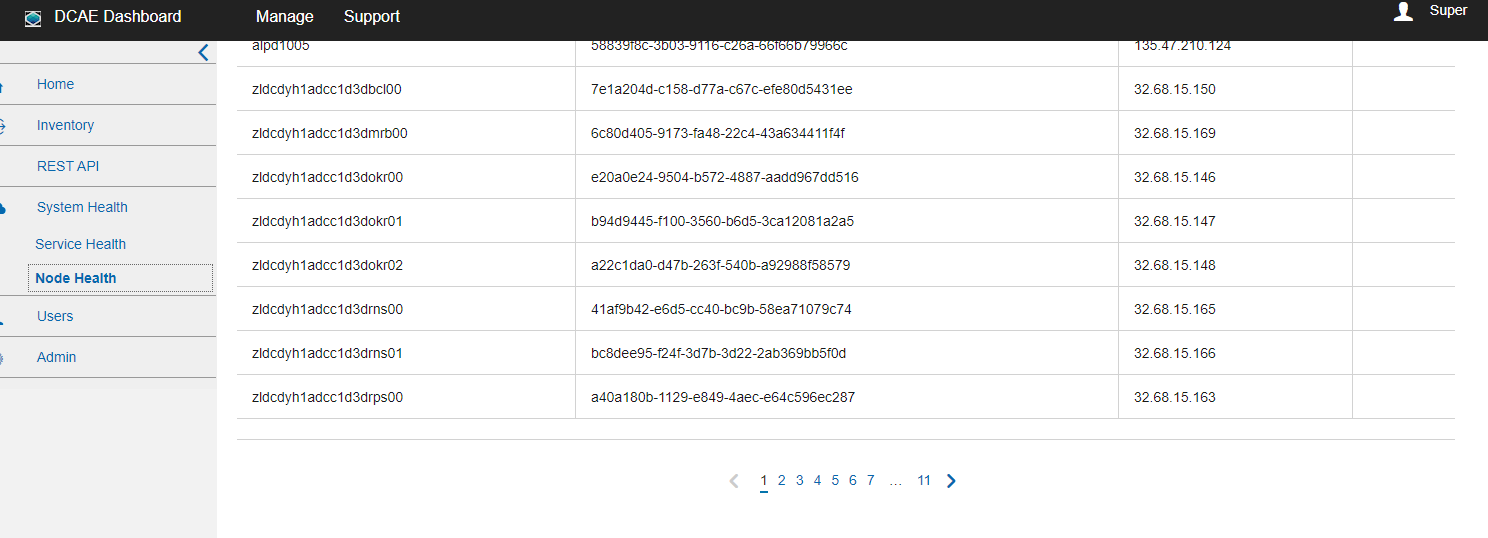 DCAE Dashboard Manage Support Super
alpd1005 58839f8c-3b03-9116-c26a-66f66b79966c 135.47.210.124
Home
Inventory
REST API
System Health
Service Health
Node Health
Users
Admin
zldcdyh1adcc1d3dbcl00 7e1a204d-c158-d77a-c67c-efe80d5431ee 32.68.15.150
zldcdyh1adcc1d3dmrb00 6c80d405-9173-fa48-22c4-43a634411f4f 32.68.15.169
zldcdyh1adcc1d3dokr00 e20a0e24-9504-b572-4887-aadd967dd516 32.68.15.146
zldcdyh1adcc1d3dokr01 b94d9445-f100-3560-b6d5-3ca12081a2a5 32.68.15.147
zldcdyh1adcc1d3dokr02 a22c1da0-d47b-263f-540b-a92988f58579 32.68.15.148
zldcdyh1adcc1d3drns00 41af9b42-e6d5-cc40-bc9b-58ea71079c74 32.68.15.165
zldcdyh1adcc1d3drns01 bc8dee95-f24f-3d7b-3d22-2ab369bb5f0d 32.68.15.166
zldcdyh1adcc1d3drps00 a40a180b-1129-e849-4aec-e64c596ec287 32.68.15.163
1 2 3 4 5 6 7 ... 11